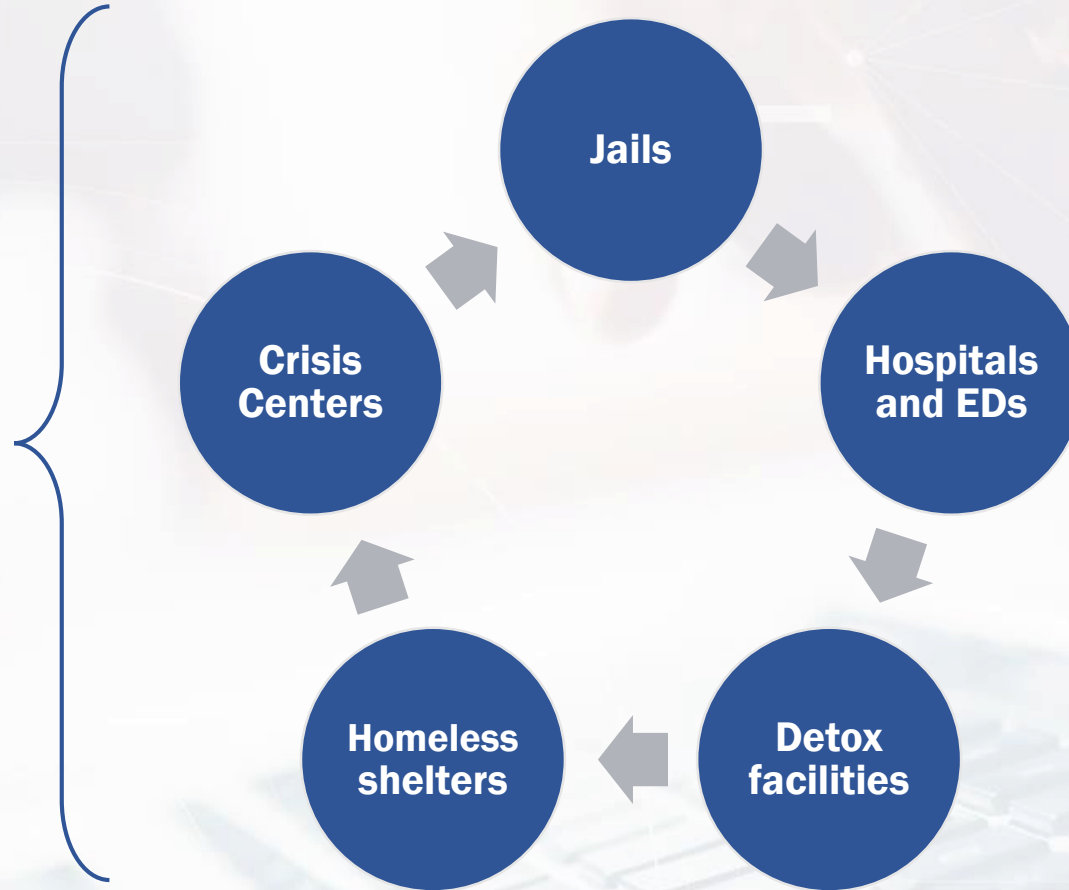 Jails
Hospitals
and EDs
Detox
facilities
Homeless
shelters
Crisis
Centers